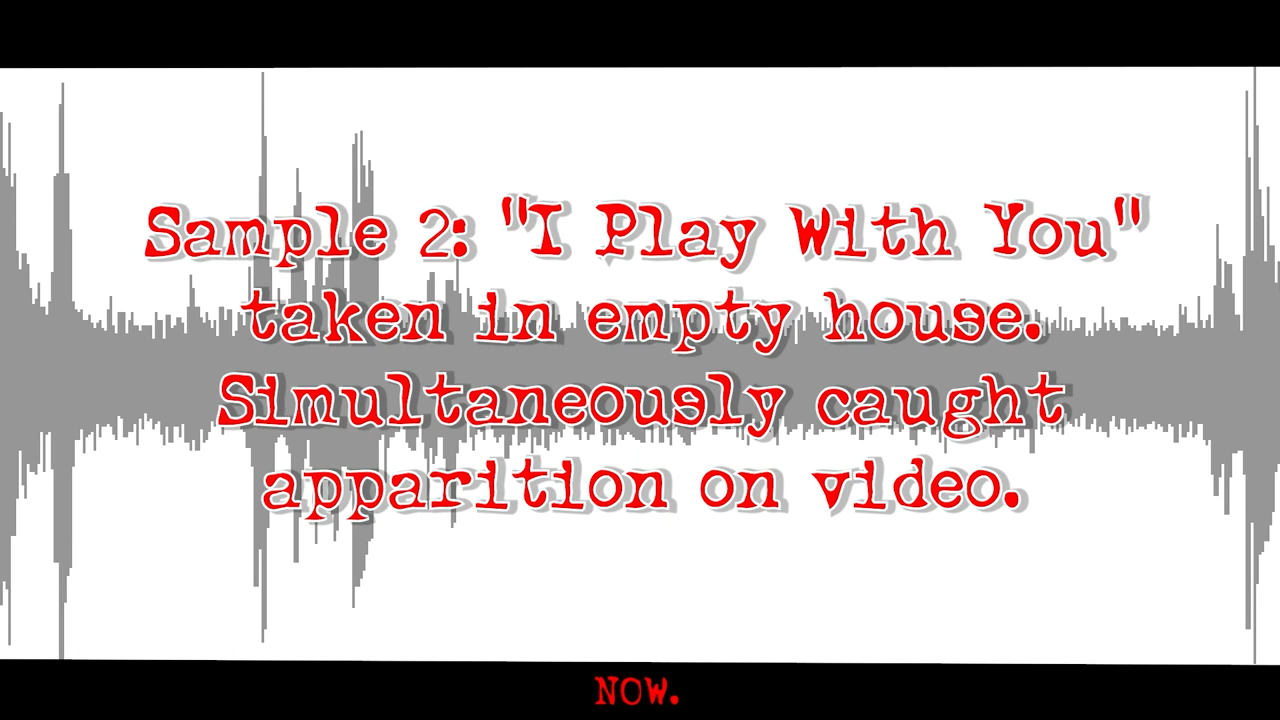 Sample 2: "I Play With You"
taken in empty house.
Simultaneously caught
apparition on video.
NOW.